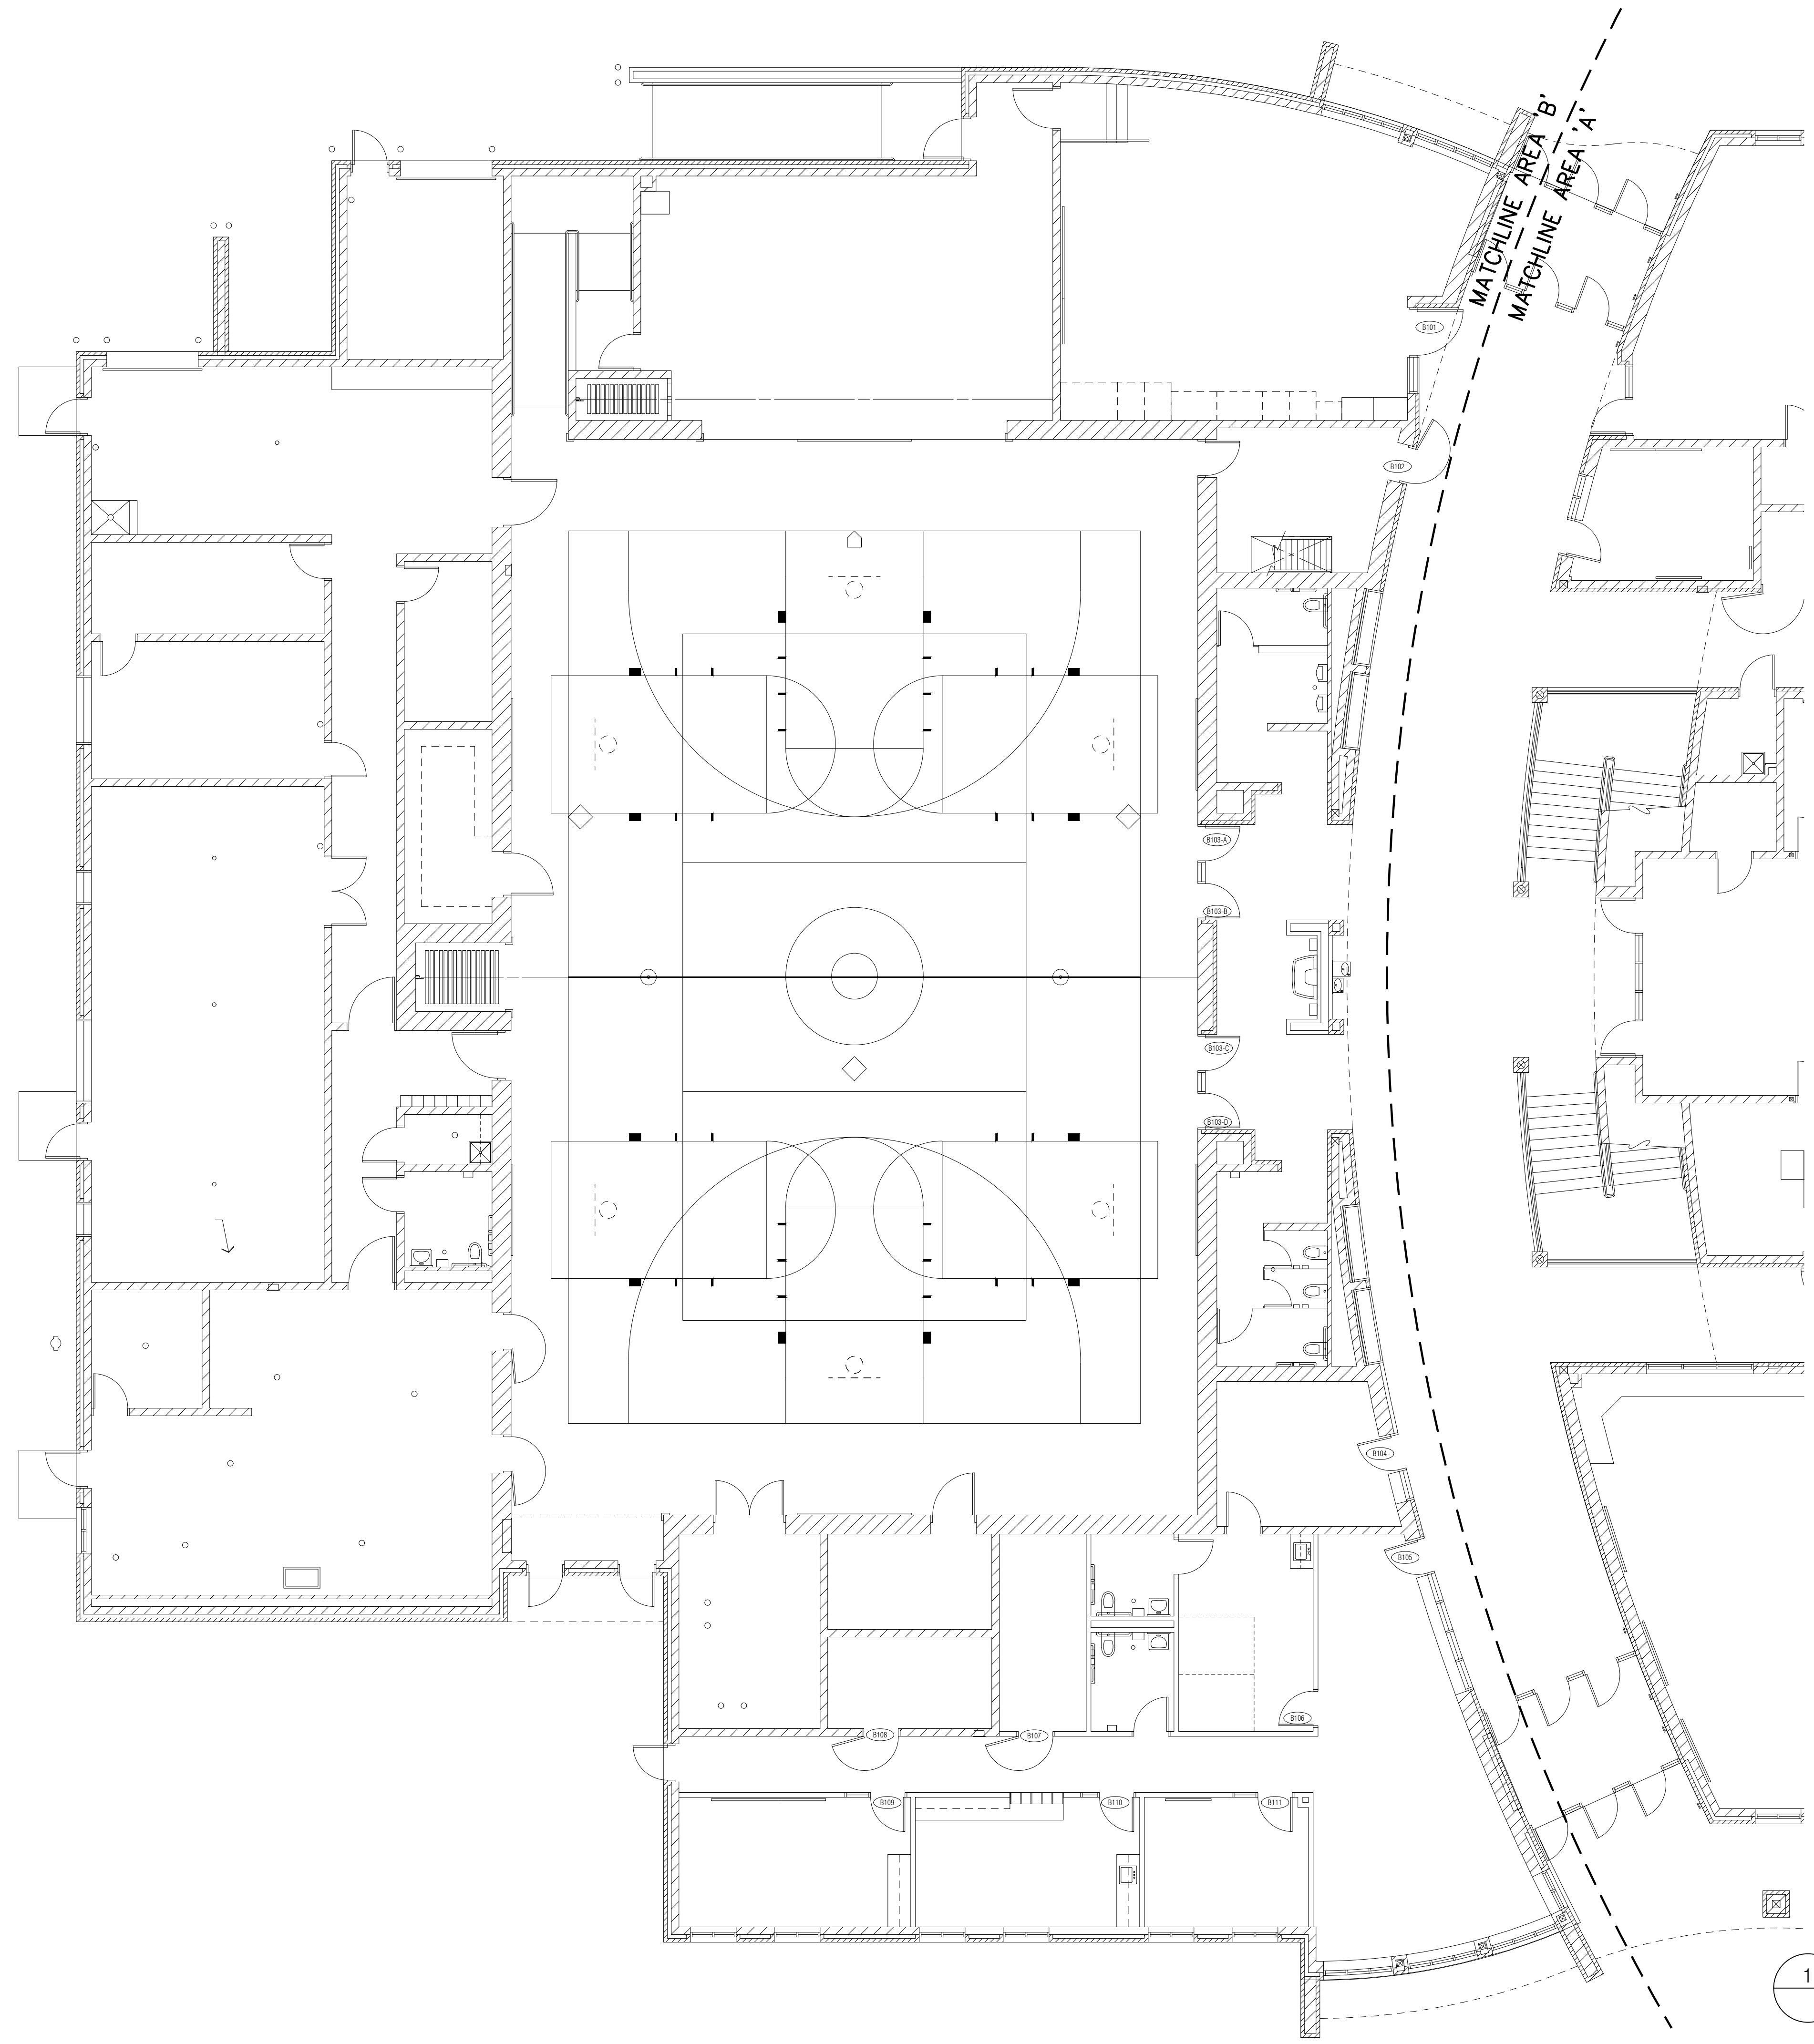 MATCHLINE AREA 'B'
MATCHLINE AREA 'A'
B101
B102
B103-A
B103-B
B103-C
B103-D
B104
B105
B106
B108
B107
B109
B110
B111
1